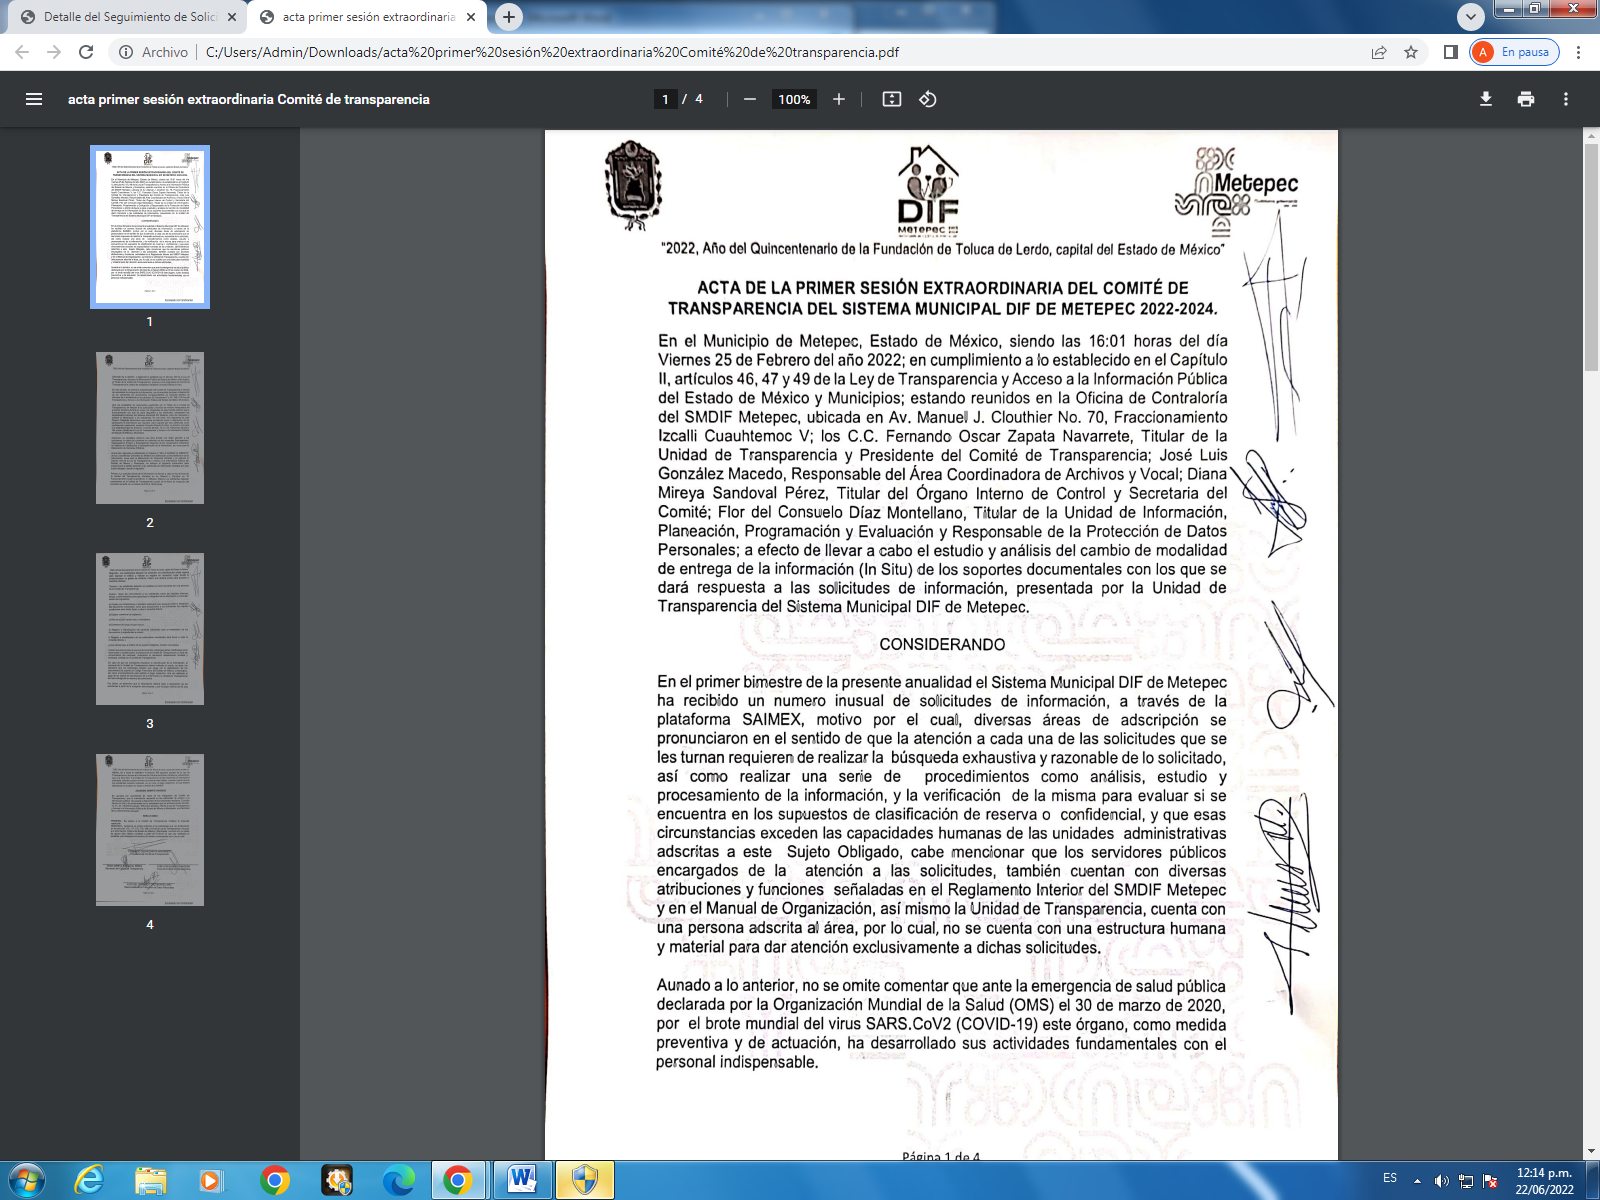 Detalle del Seguimiento de Solici
acta primer sesión extraordinaria
Archivo
C:/Users/Admin/Downloads/acta%20primer%20sesión%20extraordinaria%20Comité%20de%20transparencia.pdf
A En pausa
acta primer sesión extraordinaria Comité de transparencia
1 / 4
100%
1
2
3
4
DIF
Metepec
Metepec
"2022, Año del Quincentenario de la Fundación de Toluca de Lerdo, capital del Estado de México"
ACTA DE LA PRIMER SESIÓN EXTRAORDINARIA DEL COMITÉ DE
TRANSPARENCIA DEL SISTEMA MUNICIPAL DIF DE METEPEC 2022-2024.
En el Municipio de Metepec, Estado de México, siendo las 16:01 horas del día
Viernes 25 de Febrero del año 2022; en cumplimiento a lo establecido en el Capítulo
II, artículos 46, 47 y 49 de la Ley de Transparencia y Acceso a la Información Pública
del Estado de México y Municipios; estando reunidos en la Oficina de Contraloría
del SMDIF Metepec, ubicada en Av. Manuel J. Clouthier No. 70, Fraccionamiento
Izcalli Cuauhtemoc V; los C.C. Fernando Oscar Zapata Navarrete, Titular de la
Unidad de Transparencia y Presidente del Comité de Transparencia; José Luis
González Macedo, Responsable del Área Coordinadora de Archivos y Vocal; Diana
Mireya Sandoval Pérez, Titular del Órgano Interno de Control y Secretaria del
Comité; Flor del Consuelo Díaz Montellano, Titular de la Unidad de Información,
Planeación, Programación y Evaluación y Responsable de la Protección de Datos
Personales; a efecto de llevar a cabo el estudio y análisis del cambio de modalidad
de entrega de la información (In Situ) de los soportes documentales con los que se
dará respuesta a las solicitudes de información, presentada por la Unidad de
Transparencia del Sistema Municipal DIF de Metepec.
CONSIDERANDO
En el primer bimestre de la presente anualidad el Sistema Municipal DIF de Metepec
ha recibido un numero inusual de solicitudes de información, a través de la
plataforma SAIMEX, motivo por el cual, diversas áreas de adscripción se
pronunciaron en el sentido de que la atención a cada una de las solicitudes que se
les turnan requieren de realizar la búsqueda exhaustiva y razonable de lo solicitado,
así como realizar una serie de procedimientos como análisis, estudio y
procesamiento de la información, y la verificación de la misma para evaluar si se
encuentra en los supuestos de clasificación de reserva o confidencial, y que esas
circunstancias exceden las capacidades humanas de las unidades administrativas
adscritas a este Sujeto Obligado, cabe mencionar que los servidores públicos
encargados de la atención a las solicitudes, también cuentan con diversas
atribuciones y funciones señaladas en el Reglamento Interior del SMDIF Metepec
y en el Manual de Organización, así mismo la Unidad de Transparencia, cuenta con
una persona adscrita al área, por lo cual, no se cuenta con una estructura humana
y material para dar atención exclusivamente a dichas solicitudes.
Aunado a lo anterior, no se omite comentar que ante la emergencia de salud pública
declarada por la Organización Mundial de la Salud (OMS) el 30 de marzo de 2020,
por el brote mundial del virus SARS.CoV2 (COVID-19) este órgano, como medida
preventiva y de actuación, ha desarrollado sus actividades fundamentales con el
personal indispensable.
Página 1 de 4
ES
12:14 p.m.
22/06/2022